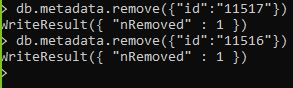 > db.metadata.remove({"id":"11517"})
WriteResult({ "nRemoved" : 1 })
> db.metadata.remove({"id":"11516"})
WriteResult({ "nRemoved" : 1 })
>